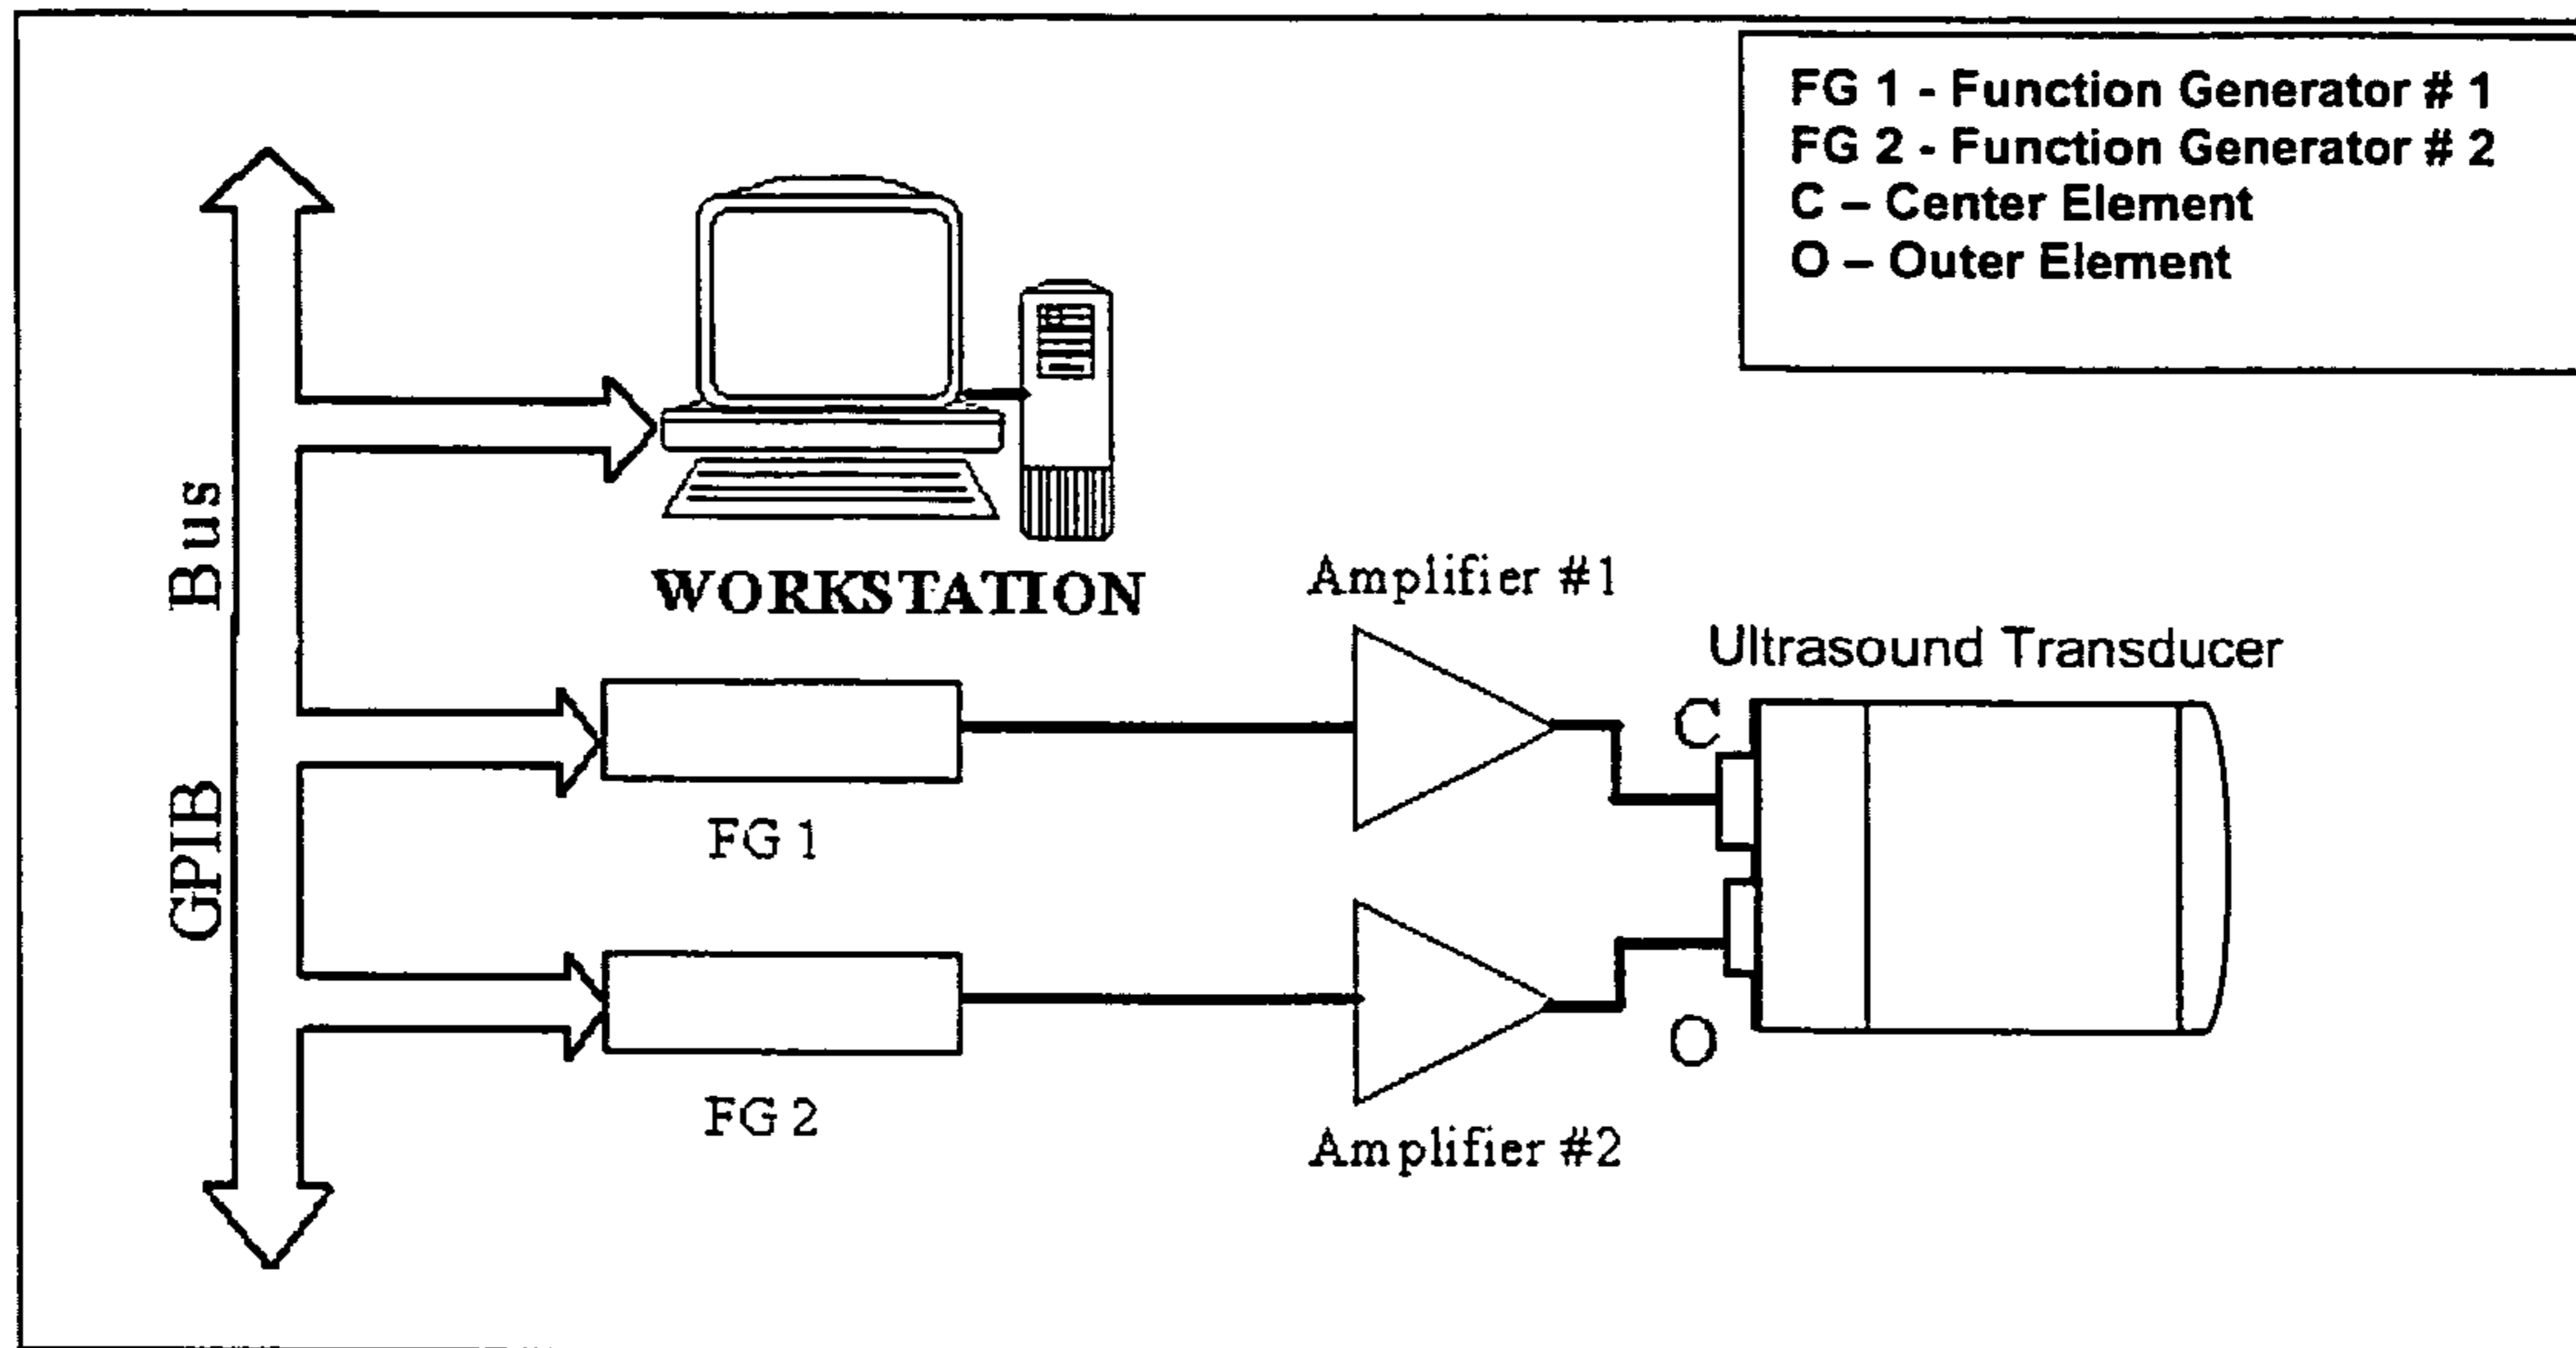 FG 1 - Function Generator # 1
FG 2 - Function Generator # 2
C – Center Element
O – Outer Element
GPIB Bus
WORKSTATION
Amplifier #1
Ultrasound Transducer
C
FG 1
O
FG 2
Amplifier #2